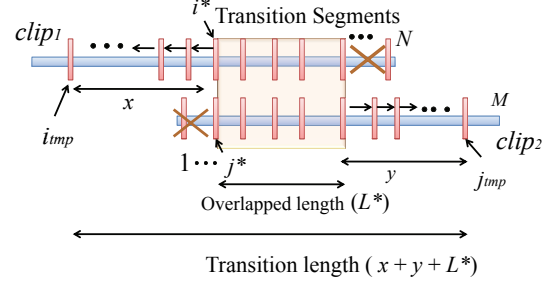 i* Transition Segments
clip1 ••• ••• N
x
itmp
••• M
1••• j* y clip2
jtmp
Overlapped length (L*)
Transition length ( x + y + L*)